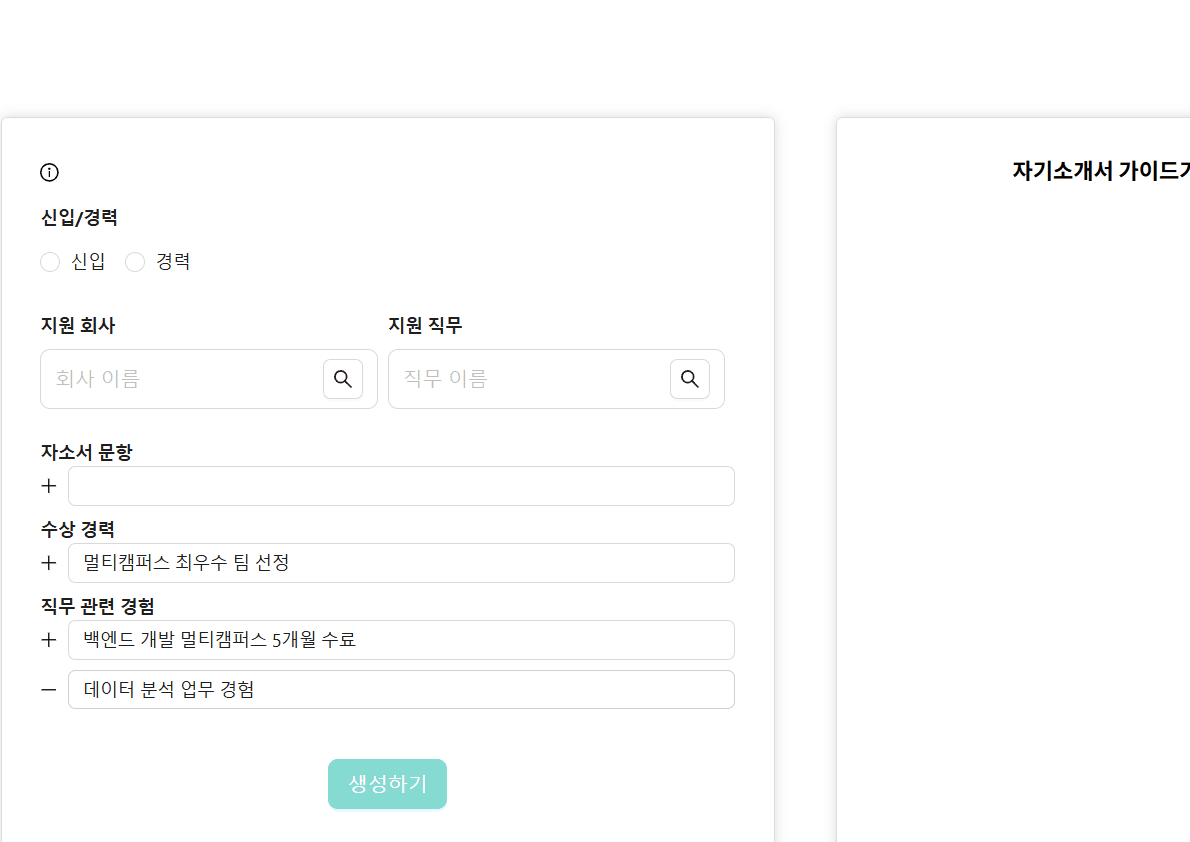 신입/경력
신입 경력
지원 회사 지원 직무
회사 이름 직무 이름
자소서 문항
수상 경력
멀티캠퍼스 최우수 팀 선정
직무 관련 경험
백엔드 개발 멀티캠퍼스 5개월 수료
데이터 분석 업무 경험
생성하기
자기소개서 가이드